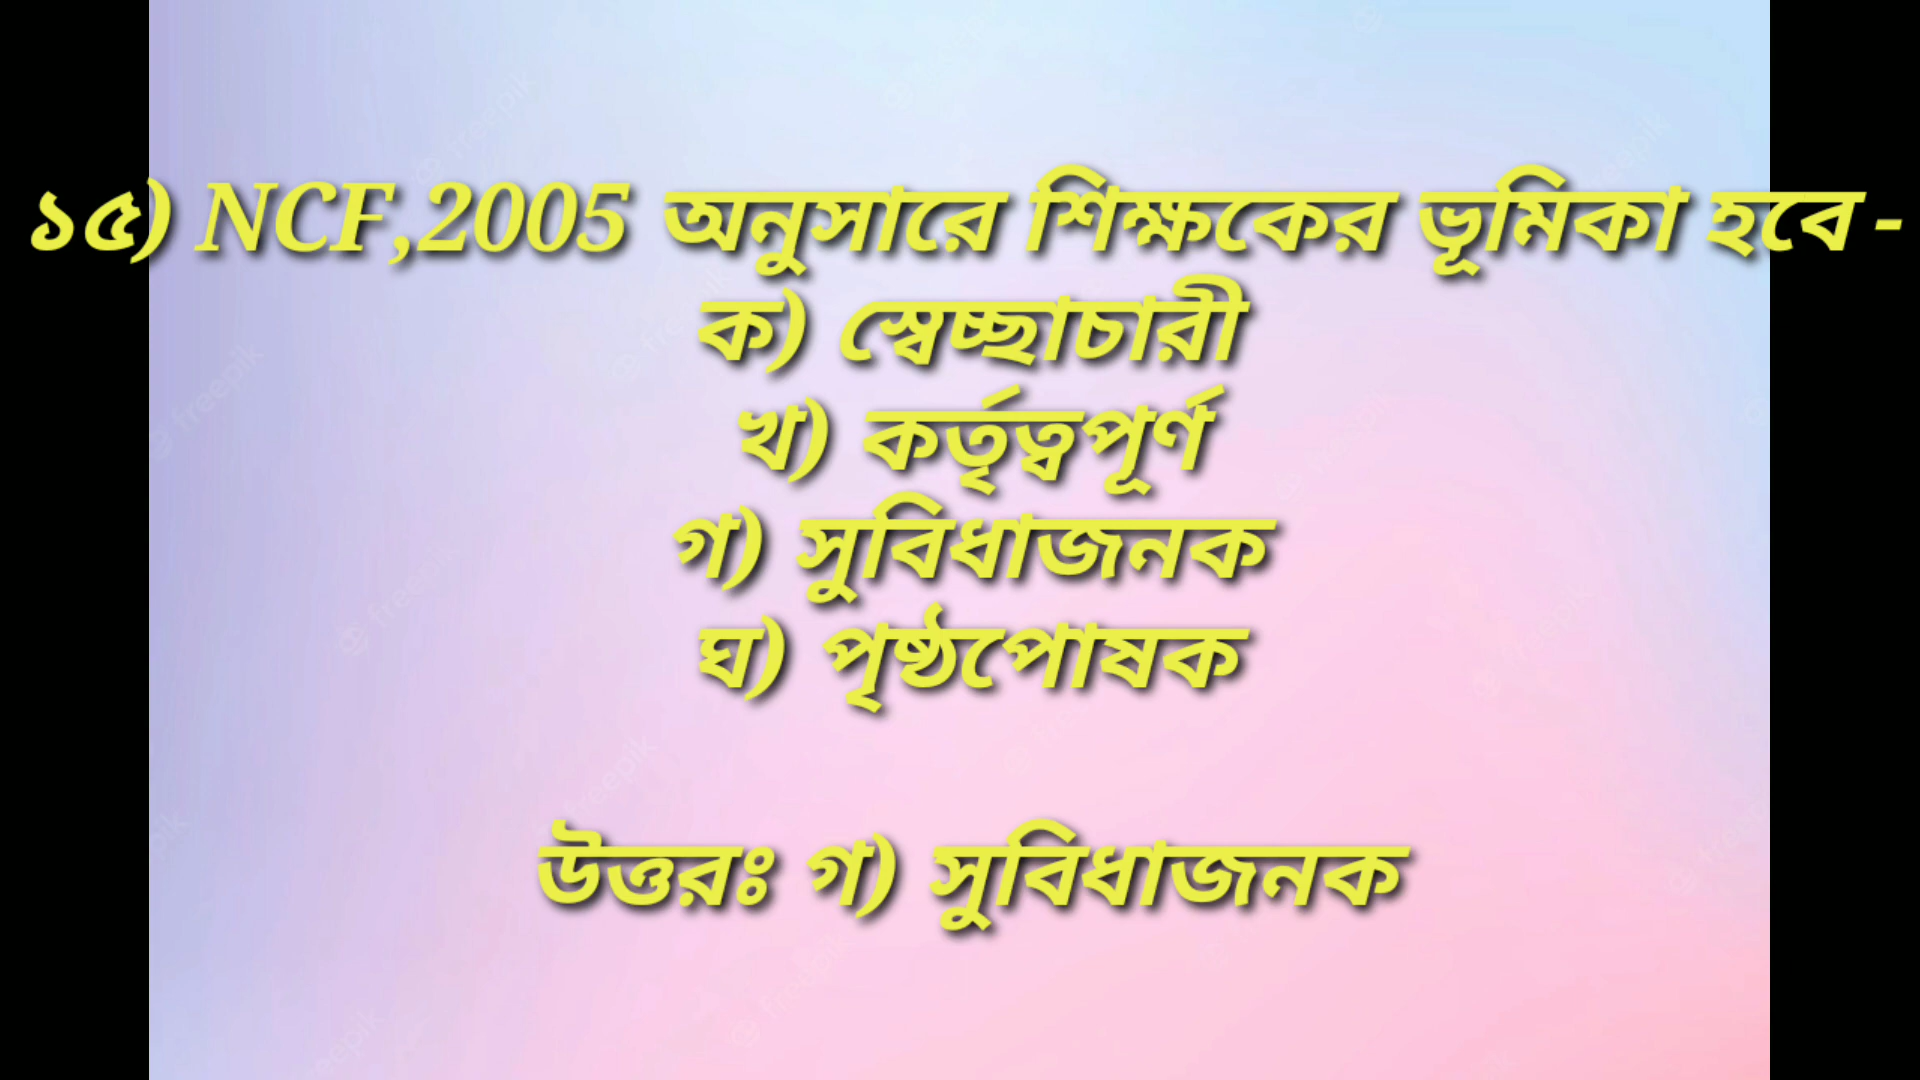 ১৫) NCF,2005 অনুসারে শিক্ষকের ভূমিকা হবে -
ক) স্বেচ্ছাচারী
খ) কর্তৃত্বপূর্ণ
গ) সুবিধাজনক
ঘ) পৃষ্ঠপোষক
উত্তরঃ গ) সুবিধাজনক